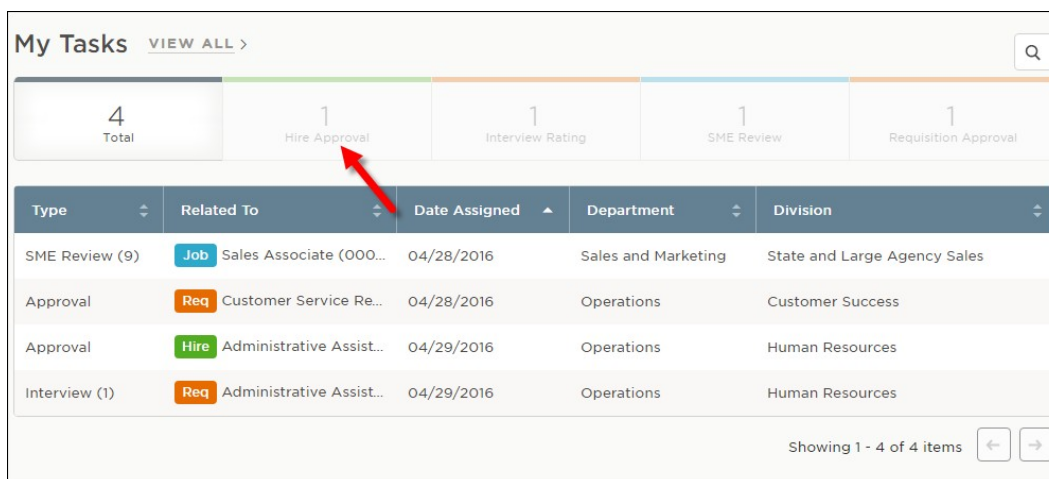 My Tasks VIEW ALL >
4 1 1 1 1
Total Hire Approval Interview Rating SME Review Requisition Approval
Type Related To Date Assigned Department Division
SME Review (9) Job Sales Associate (000... 04/28/2016 Sales and Marketing State and Large Agency Sales
Approval Req Customer Service Re... 04/28/2016 Operations Customer Success
Approval Hire Administrative Assist... 04/29/2016 Operations Human Resources
Interview (1) Req Administrative Assist... 04/29/2016 Operations Human Resources
Showing 1 - 4 of 4 items